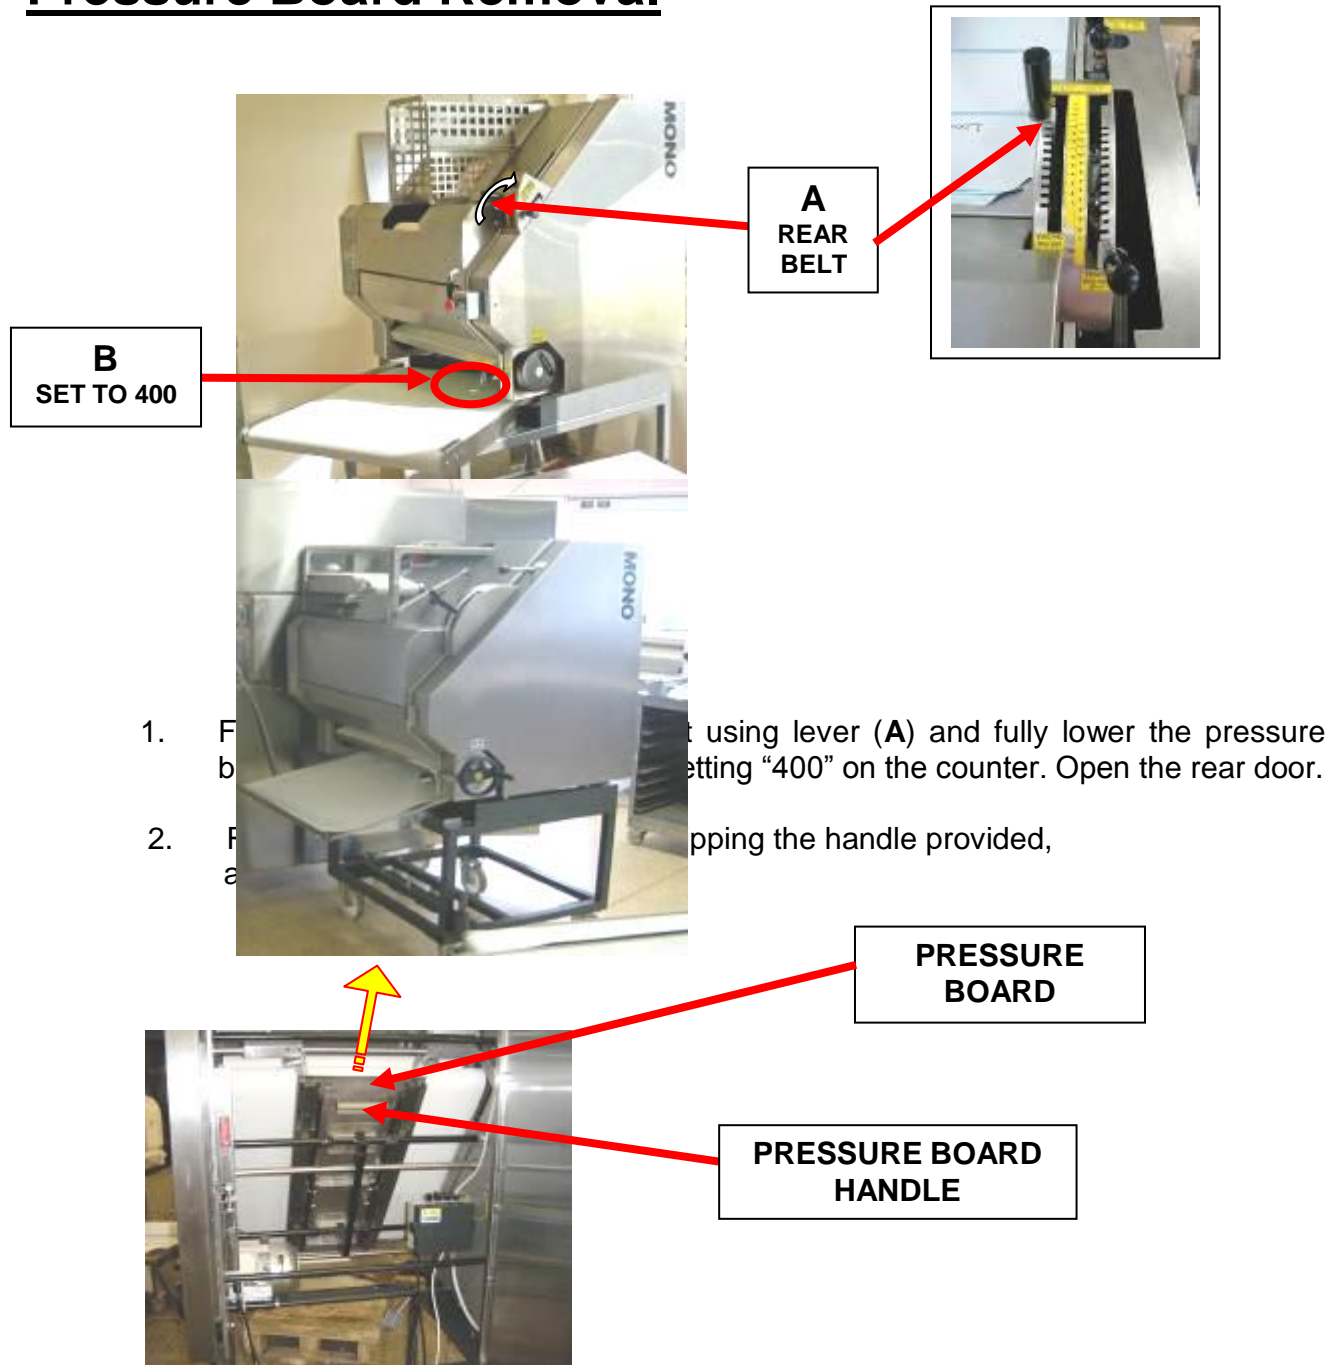 Pressure Board Removal
MONO
A
REAR
BELT
B
SET TO 400
MONO
1. F t using lever (A) and fully lower the pressure
b etting “400” on the counter. Open the rear door.
2. pping the handle provided,
a
PRESSURE
BOARD
PRESSURE BOARD
HANDLE